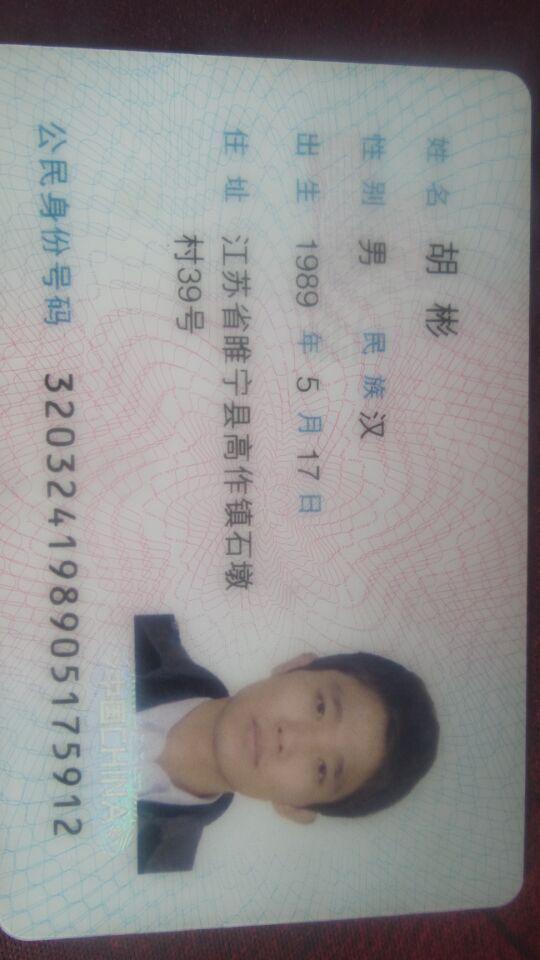 姓名 胡彬
性别 男 民族 汉
出生 1989 年 5 月 17 日
住址 江苏省睢宁县高作镇石墩
村39号
公民身份号码 320324198905175912
中国CHINA